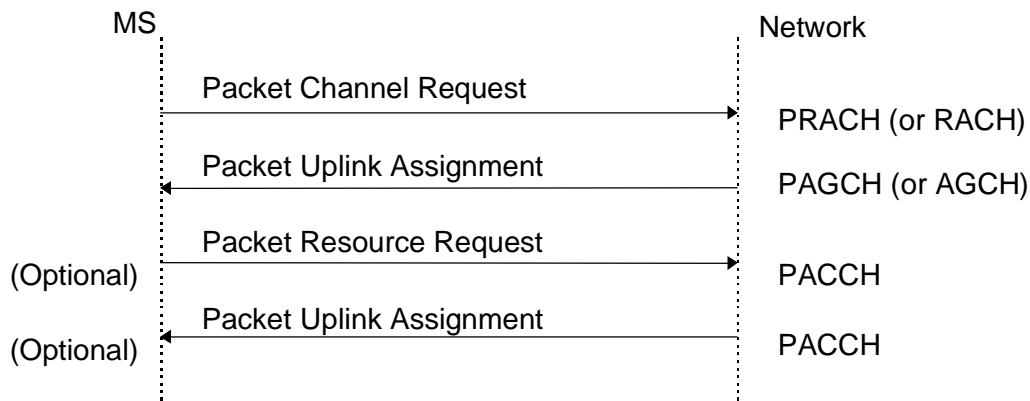 MS
Network
Packet Channel Request
PRACH (or RACH)
Packet Uplink Assignment
PAGCH (or AGCH)
Packet Resource Request
(Optional)
PACCH
Packet Uplink Assignment
(Optional)
PACCH